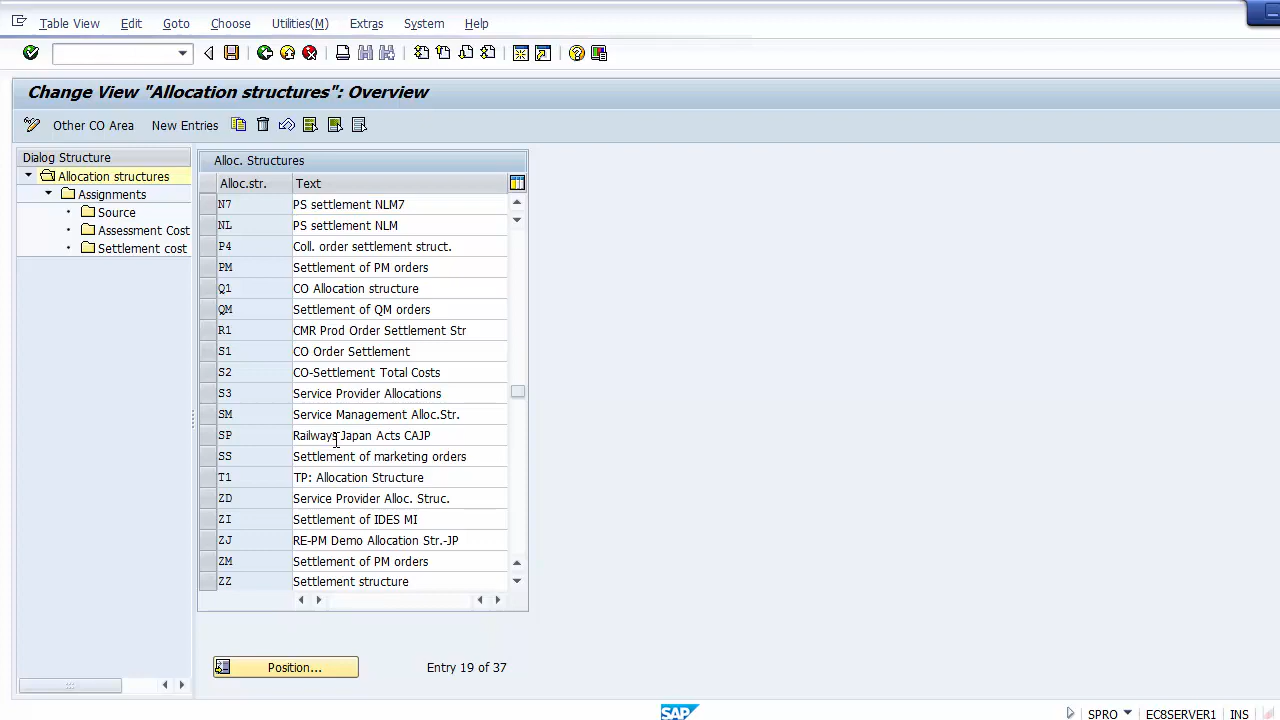 Table View Edit Goto Choose Utilities(M) Extras System Help
Change View "Allocation structures": Overview
Other CO Area New Entries
Dialog Structure
Allocation structures
Assignments
Source
Assessment Cost
Settlement cost
Alloc. Structures
Alloc.str. Text
N7 PS settlement NLM7
NL PS settlement NLM
P4 Coll. order settlement struct.
PM Settlement of PM orders
Q1 CO Allocation structure
QM Settlement of QM orders
R1 CMR Prod Order Settlement Str
S1 CO Order Settlement
S2 CO-Settlement Total Costs
S3 Service Provider Allocations
SM Service Management Alloc.Str.
SP Railways Japan Acts CAJP
SS Settlement of marketing orders
T1 TP: Allocation Structure
ZD Service Provider Alloc. Struc.
ZI Settlement of IDES MI
ZJ RE-PM Demo Allocation Str.-JP
ZM Settlement of PM orders
ZZ Settlement structure
Position... Entry 19 of 37
SAP SPRO EC8SERVER1 INS